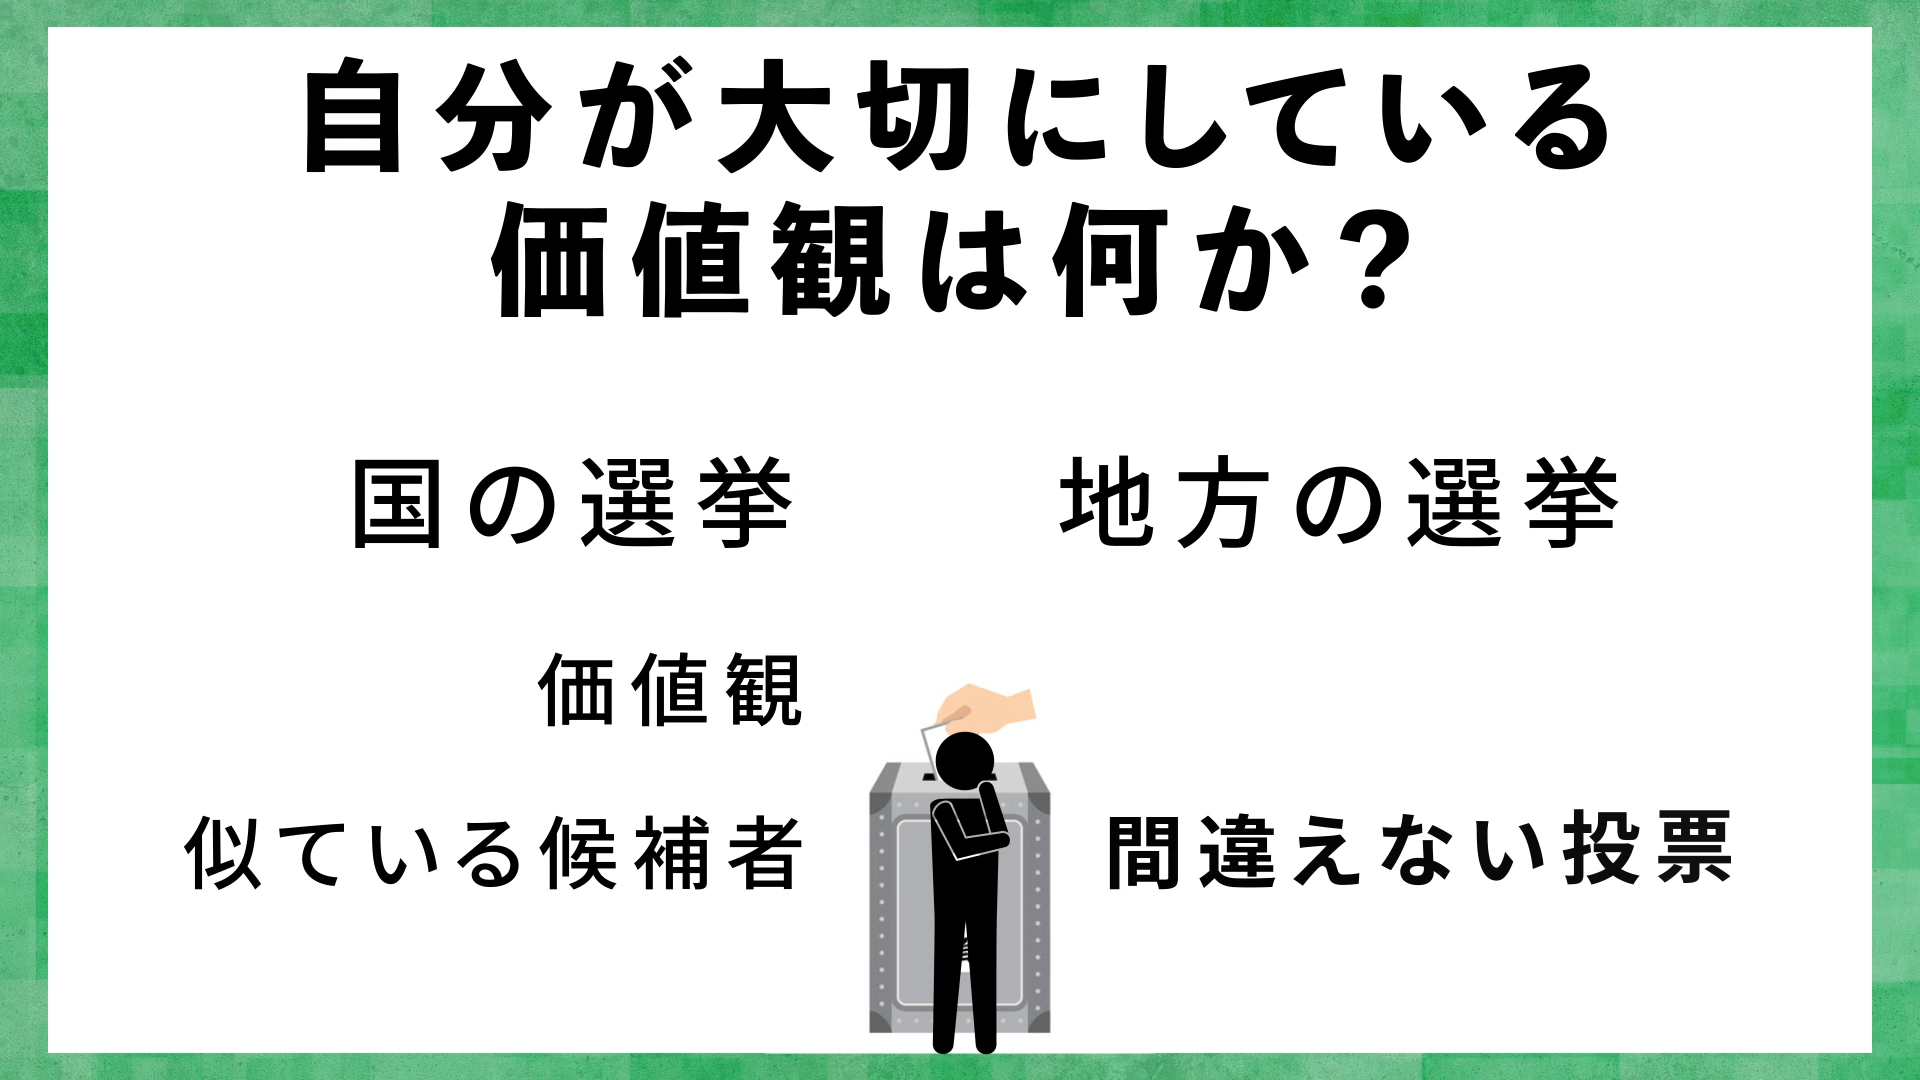 自分が大切にしている
価値観は何か？
国の選挙
地方の選挙
価値観
似ている候補者
間違えない投票